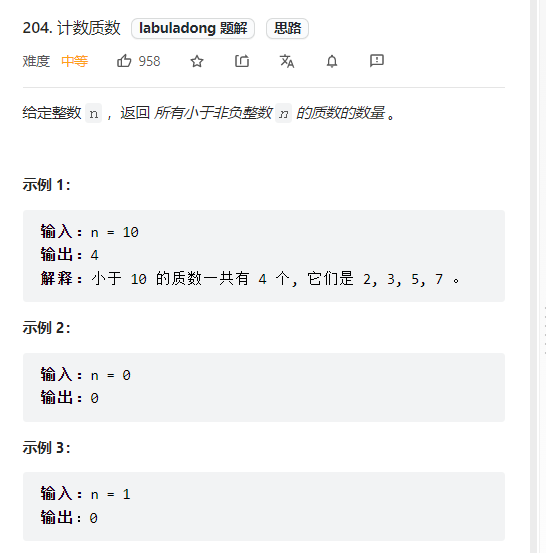 204. 计数质数 labuladong 题解 思路
难度 中等 958
给定整数 n ，返回 所有小于非负整数 n 的质数的数量 。
示例 1：
输入：n = 10
输出：4
解释：小于 10 的质数一共有 4 个, 它们是 2, 3, 5, 7 。
示例 2：
输入：n = 0
输出：0
示例 3：
输入：n = 1
输出：0